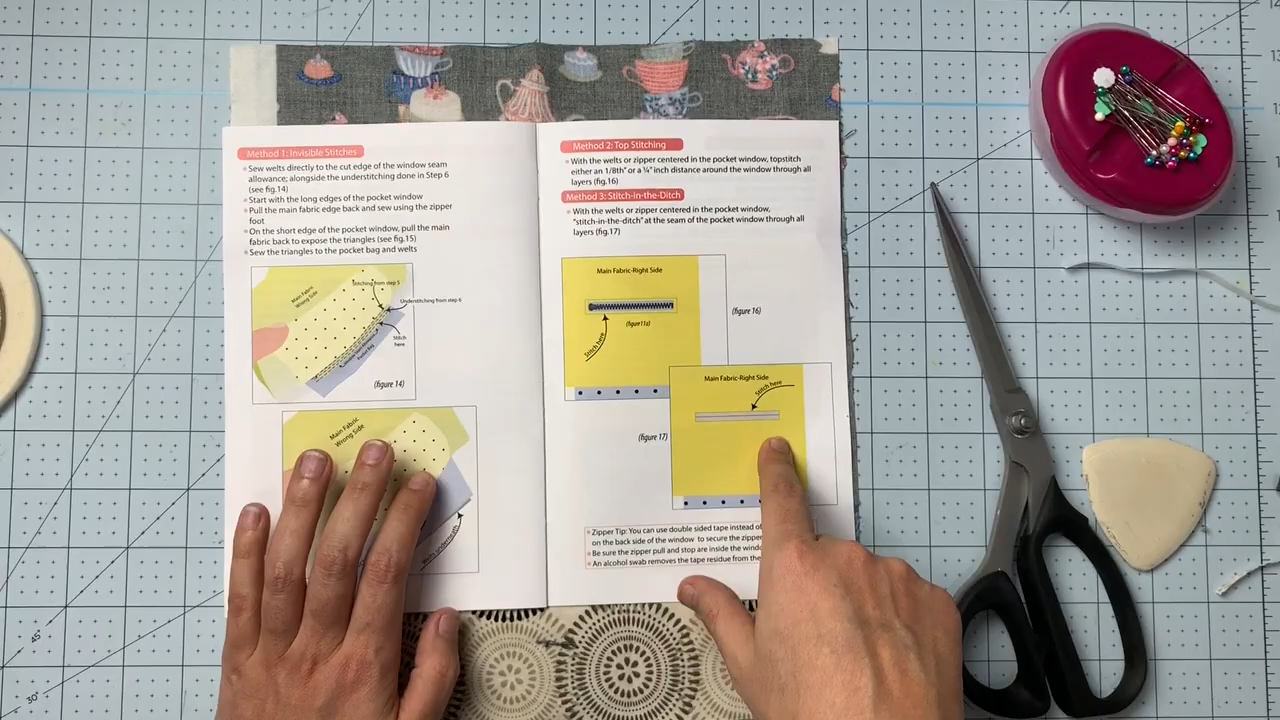 Method 1: Invisible Stitches
Sew welts directly to the cut edge of the window seam
allowance; alongside the understitching done in Step 6
(see fig.14)
Start with the long edges of the pocket window
Pull the main fabric edge back and sew using the zipper
foot
On the short edge of the pocket window, pull the main
fabric back to expose the triangles (see fig.15)
Sew the triangles to the pocket bag and welts
Main Fabric
Wrong Side
Stitching from step 5
Understitching from step 6
Stitch
here
Pocket Bag
(figure 14)
Main Fabric
Wrong Side
Welts underneath
Method 2: Top Stitching
With the welts or zipper centered in the pocket window, topstitch
either an 1/8th" or a ¼" inch distance around the window through all
layers (fig.16)
Method 3: Stitch-in-the-Ditch
With the welts or zipper centered in the pocket window,
"stitch-in-the-ditch" at the seam of the pocket window through all
layers (fig.17)
Main Fabric-Right Side
(figure11a)
Stitch here
(figure 16)
Main Fabric-Right Side
Stitch here
(figure 17)
Zipper Tip: You can use double sided tape instead of
on the back side of the window to secure the zipper
Be sure the zipper pull and stop are inside the
An alcohol swab removes the tape residue from the
45°
30°